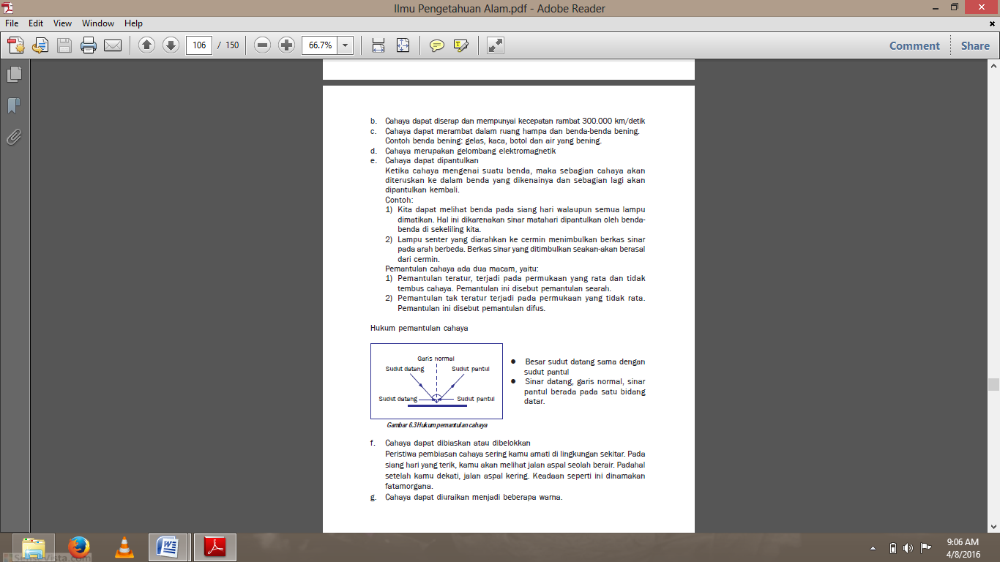 Ilmu Pengetahuan Alam.pdf - Adobe Reader
File Edit View Window Help
106 / 150 66.7% Comment Share
b. Cahaya dapat diserap dan mempunyai kecepatan rambat 300.000 km/detik
c. Cahaya dapat merambat dalam ruang hampa dan benda-benda bening.
Contoh benda bening: gelas, kaca, botol dan air yang bening.
d. Cahaya merupakan gelombang elektromagnetik
e. Cahaya dapat dipantulkan
Ketika cahaya mengenai suatu benda, maka sebagian cahaya akan
diteruskan ke dalam benda yang dikenainya dan sebagian lagi akan
dipantulkan kembali.
Contoh:
1) Kita dapat melihat benda pada siang hari walaupun semua lampu
dimatikan. Hal ini dikarenakan sinar matahari dipantulkan oleh benda-
benda di sekeliling kita.
2) Lampu senter yang diarahkan ke cermin menimbulkan berkas sinar
pada arah berbeda. Berkas sinar yang ditimbulkan seakan-akan berasal
dari cermin.
Pemantulan cahaya ada dua macam, yaitu:
1) Pemantulan teratur, terjadi pada permukaan yang rata dan tidak
tembus cahaya. Pemantulan ini disebut pemantulan searah.
2) Pemantulan tak teratur terjadi pada permukaan yang tidak rata.
Pemantulan ini disebut pemantulan difus.
Hukum pemantulan cahaya
Garis normal
Sudut datang Sudut pantul
Sudut datang Sudut pantul
Gambar 6.3 Hukum pemantulan cahaya
● Besar sudut datang sama dengan
sudut pantul
● Sinar datang, garis normal, sinar
pantul berada pada satu bidang
datar.
f. Cahaya dapat dibiaskan atau dibelokkan
Peristiwa pembiasan cahaya sering kamu amati di lingkungan sekitar. Pada
siang hari yang terik, kamu akan melihat jalan aspal seolah berair. Padahal
setelah kamu dekati, jalan aspal kering. Keadaan seperti ini dinamakan
fatamorgana.
g. Cahaya dapat diuraikan menjadi beberapa warna.
9:06 AM
4/8/2016